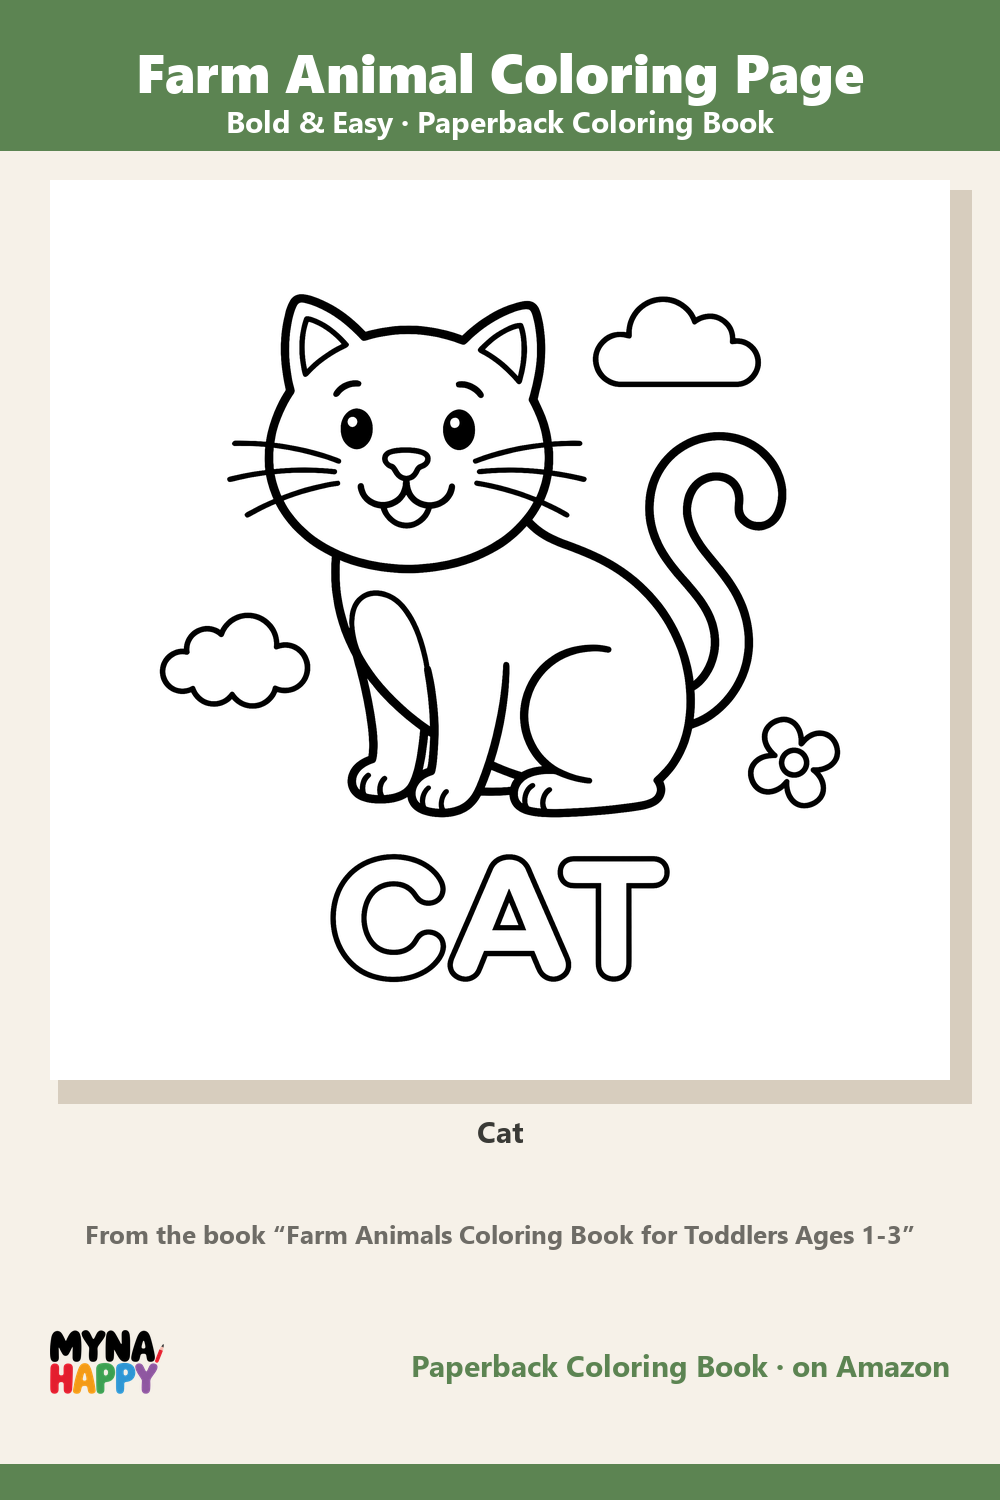 Farm Animal Coloring Page
Bold & Easy · Paperback Coloring Book
CAT
Cat
From the book “Farm Animals Coloring Book for Toddlers Ages 1-3”
MYNA
HAPPY
Paperback Coloring Book · on Amazon